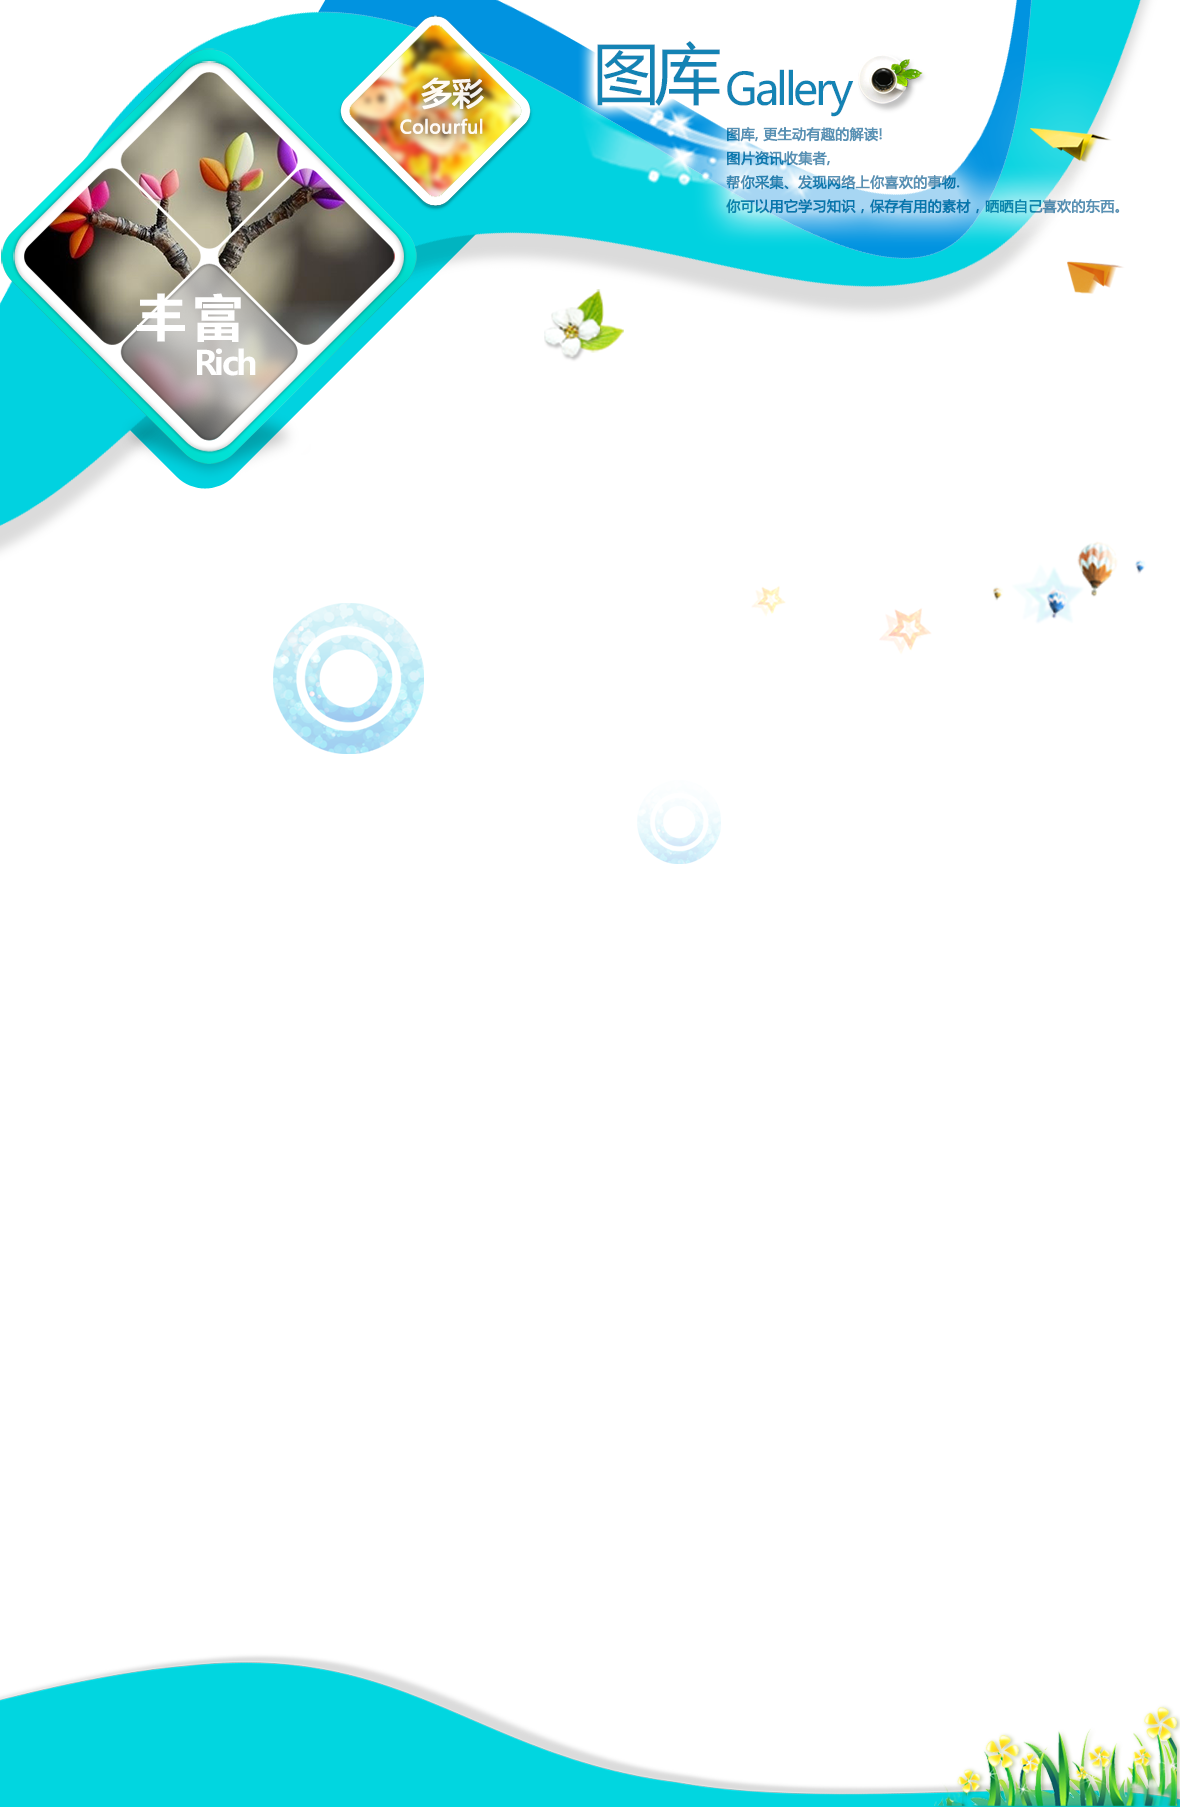 图库 Gallery
多彩
Colourful
图库, 更生动有趣的解读!
图片资讯收集者,
帮你采集、发现网络上你喜欢的事物.
你可以用它学习知识，保存有用的素材，晒晒自己喜欢的东西。
丰富
Rich